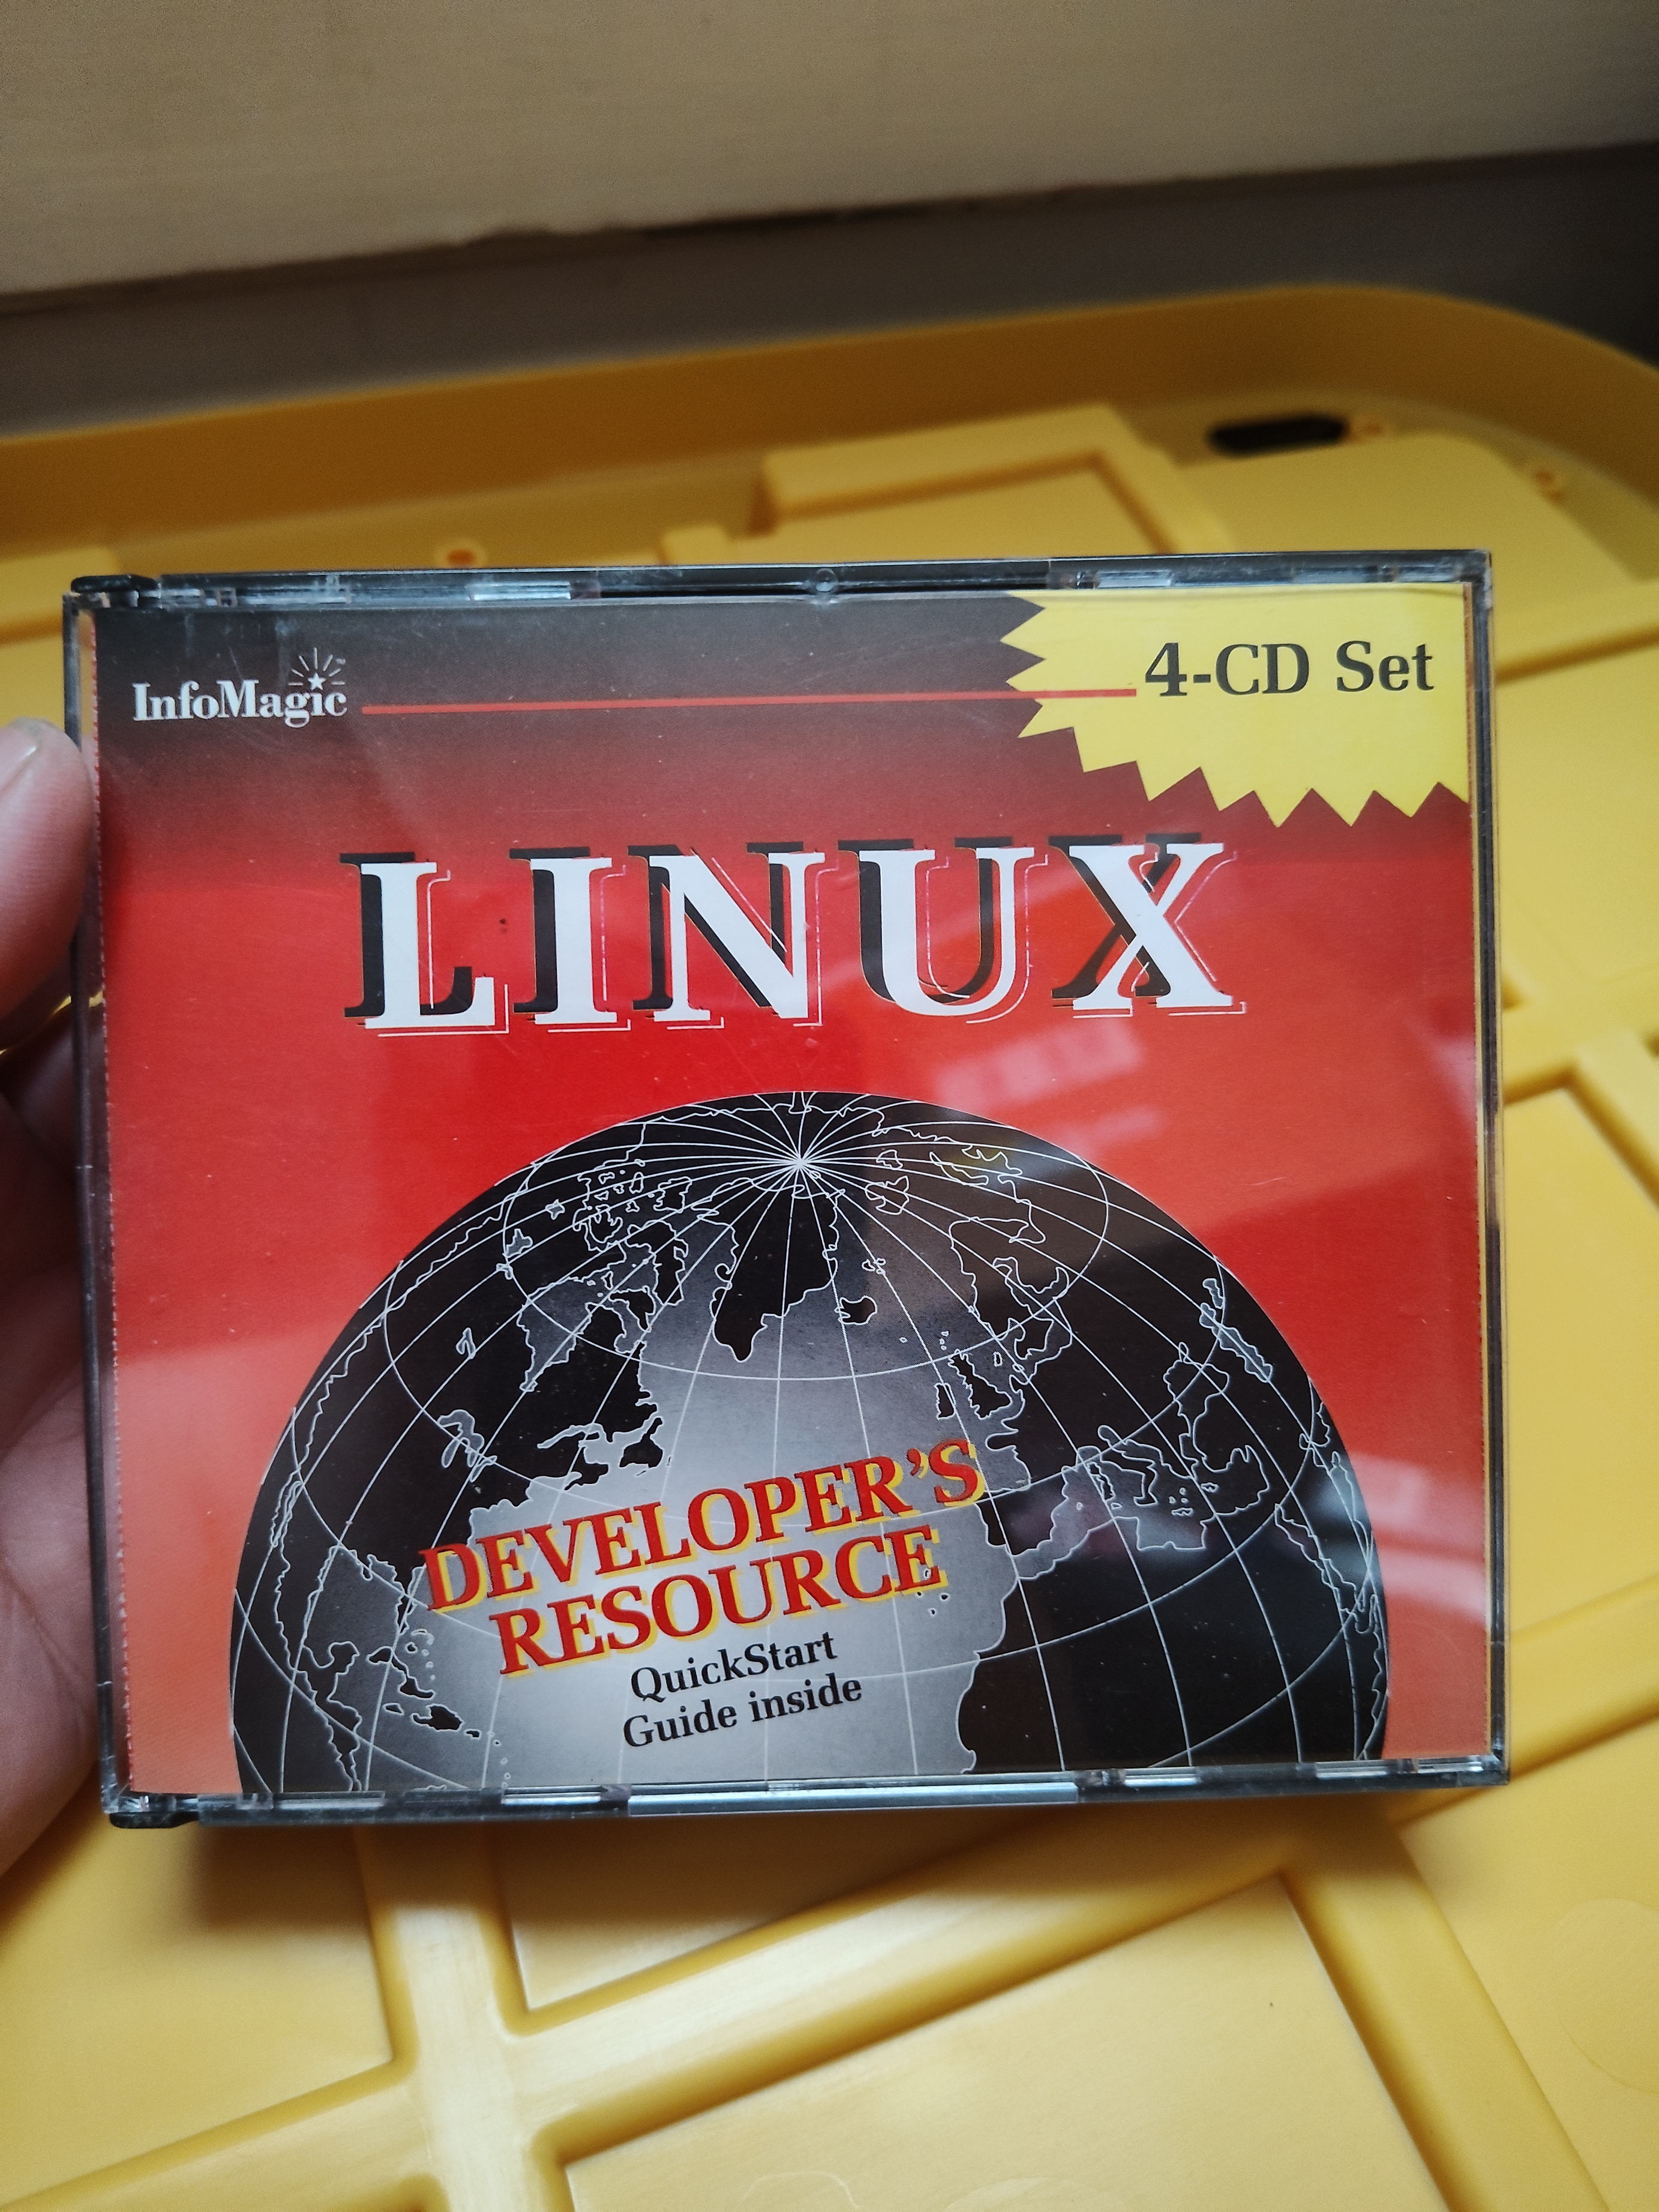 InfoMagic
4-CD Set
LINUX
DEVELOPER'S
RESOURCE
QuickStart
Guide inside